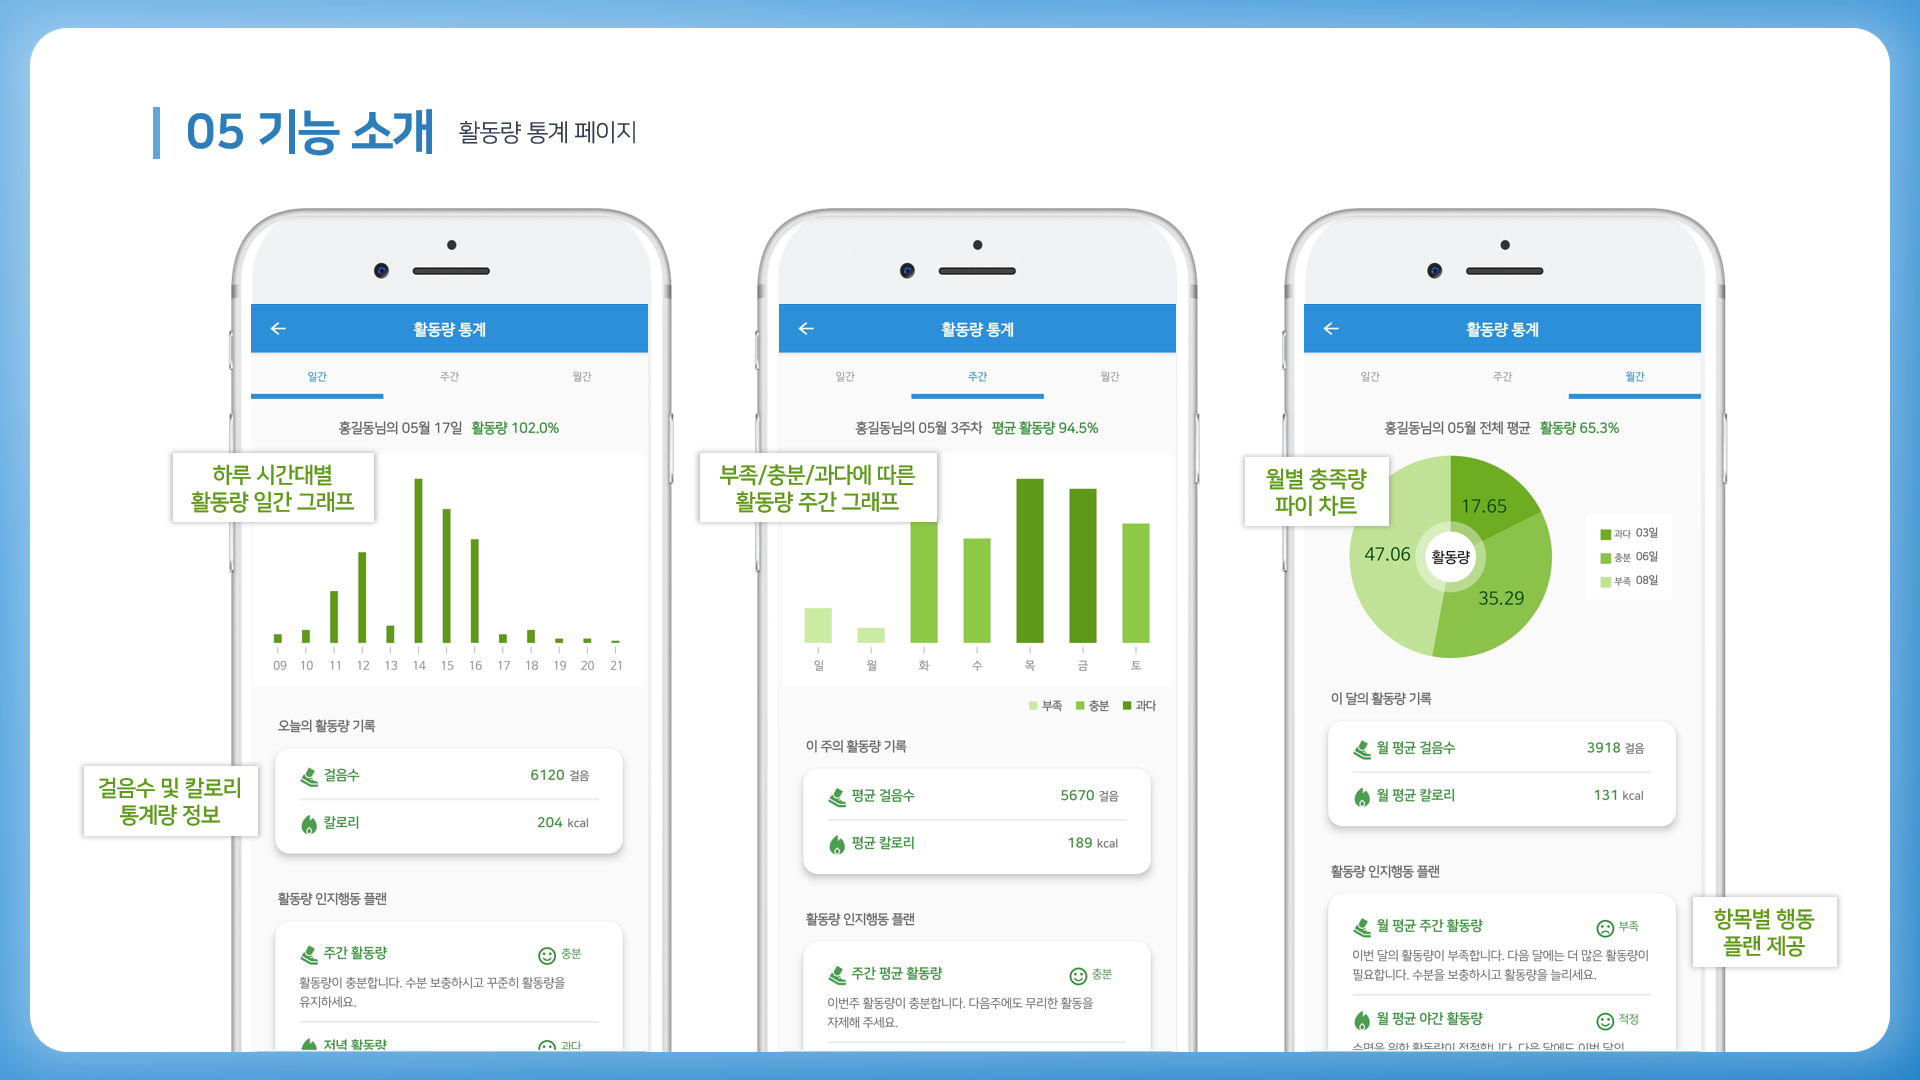 05 기능 소개 활동량 통계 페이지
활동량 통계
일간 주간 월간
홍길동님의 05월 17일 활동량 102.0%
하루 시간대별
활동량 일간 그래프
09 10 11 12 13 14 15 16 17 18 19 20 21
오늘의 활동량 기록
걸음수 6120 걸음
칼로리 204 kcal
걸음수 및 칼로리
통계량 정보
활동량 인지행동 플랜
주간 활동량 충분
활동량이 충분합니다. 수분 보충하시고 꾸준히 활동량을
유지하세요.
저녁 활동량 과다
활동량 통계
일간 주간 월간
홍길동님의 05월 3주차 평균 활동량 94.5%
부족/충분/과다에 따른
활동량 주간 그래프
일 월 화 수 목 금 토
부족 충분 과다
이 주의 활동량 기록
평균 걸음수 5670 걸음
평균 칼로리 189 kcal
활동량 인지행동 플랜
주간 평균 활동량 충분
이번주 활동량이 충분합니다. 다음주에도 무리한 활동을
자제해 주세요.
활동량 통계
일간 주간 월간
홍길동님의 05월 전체 평균 활동량 65.3%
월별 충족량
파이 차트
17.65
47.06
활동량
35.29
과다 03일
충분 06일
부족 08일
이 달의 활동량 기록
월 평균 걸음수 3918 걸음
월 평균 칼로리 131 kcal
활동량 인지행동 플랜
항목별 행동
플랜 제공
월 평균 주간 활동량 부족
이번 달의 활동량이 부족합니다. 다음 달에는 더 많은 활동량이
필요합니다. 수분을 보충하시고 활동량을 늘리세요.
월 평균 야간 활동량 적정
수면을 위한 활동량이 적절합니다. 다음 달에도 이번 달의